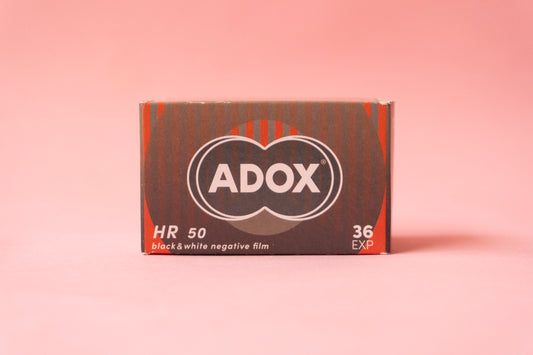 ADOX®
HR 50
black&white negative film
36
EXP